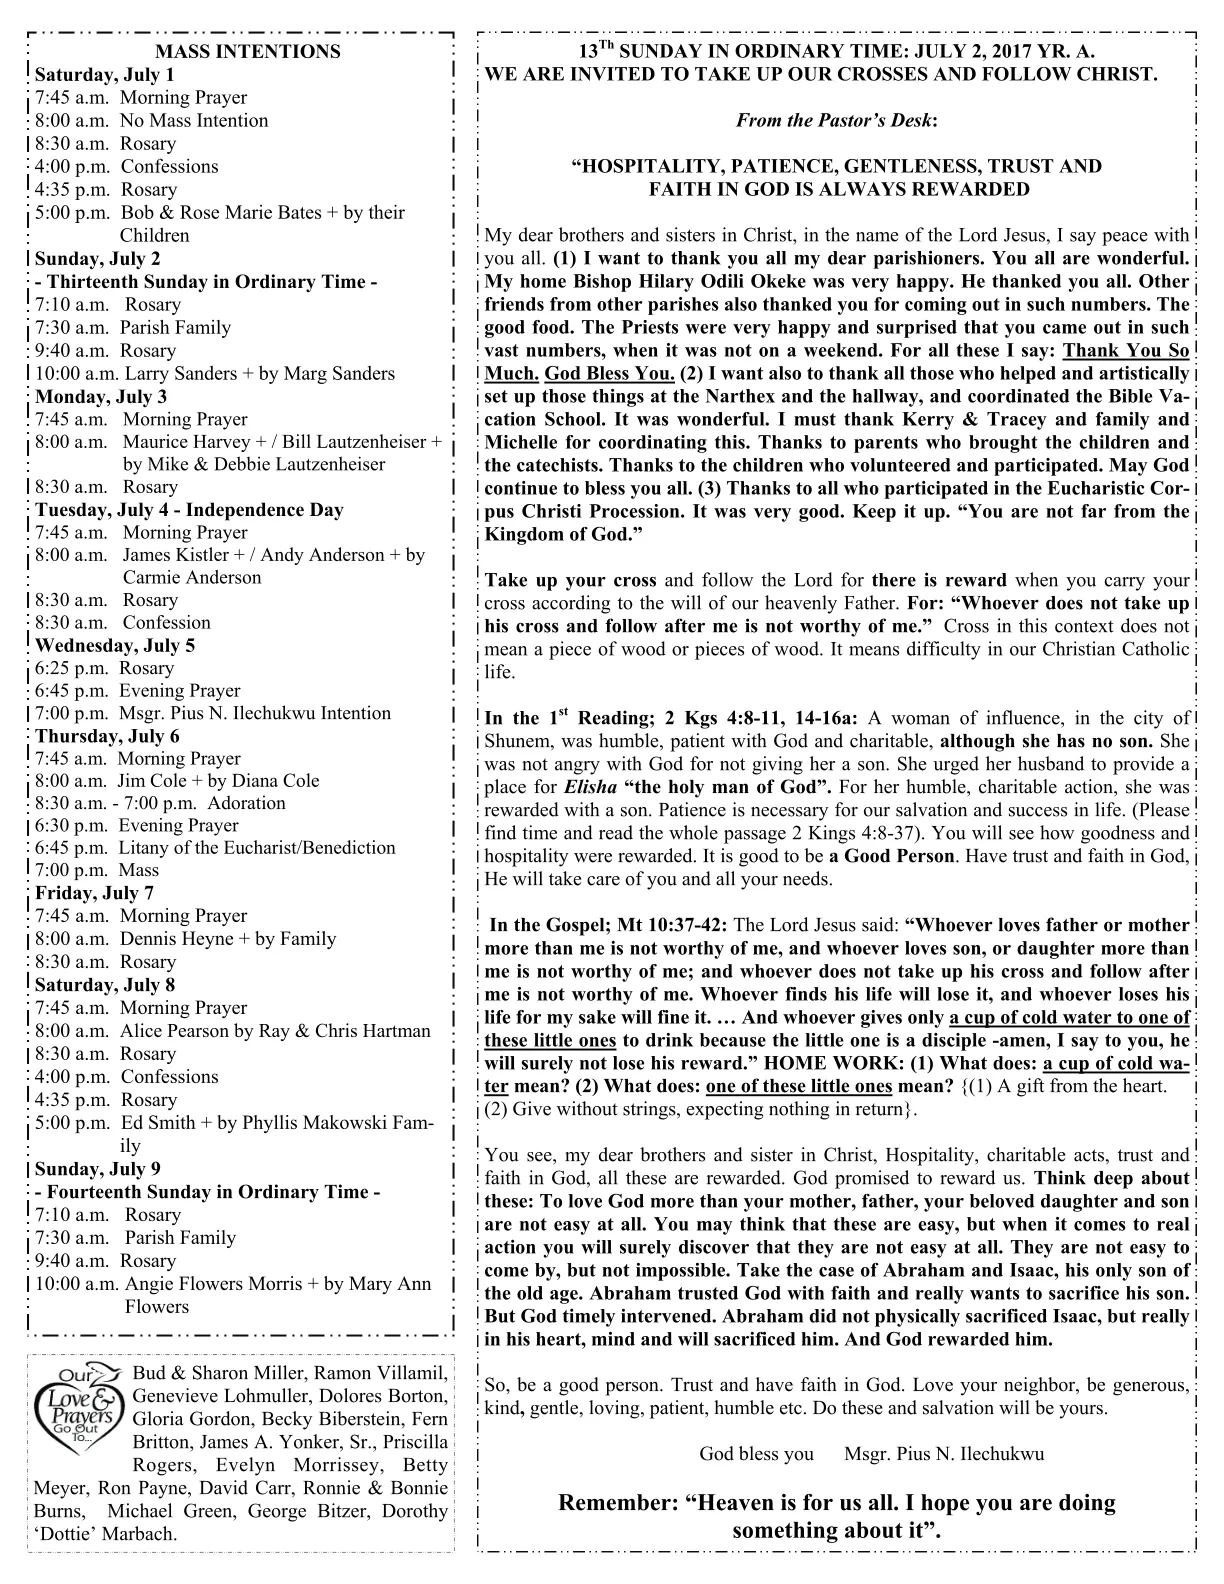 MASS INTENTIONS
Saturday, July 1
7:45 a.m. Morning Prayer
8:00 a.m. No Mass Intention
8:30 a.m. Rosary
4:00 p.m. Confessions
4:35 p.m. Rosary
5:00 p.m. Bob & Rose Marie Bates + by their
Children
Sunday, July 2
- Thirteenth Sunday in Ordinary Time -
7:10 a.m. Rosary
7:30 a.m. Parish Family
9:40 a.m. Rosary
10:00 a.m. Larry Sanders + by Marg Sanders
Monday, July 3
7:45 a.m. Morning Prayer
8:00 a.m. Maurice Harvey + / Bill Lautzenheiser +
by Mike & Debbie Lautzenheiser
8:30 a.m. Rosary
Tuesday, July 4 - Independence Day
7:45 a.m. Morning Prayer
8:00 a.m. James Kistler + / Andy Anderson + by
Carmie Anderson
8:30 a.m. Rosary
8:30 a.m. Confession
Wednesday, July 5
6:25 p.m. Rosary
6:45 p.m. Evening Prayer
7:00 p.m. Msgr. Pius N. Ilechukwu Intention
Thursday, July 6
7:45 a.m. Morning Prayer
8:00 a.m. Jim Cole + by Diana Cole
8:30 a.m. - 7:00 p.m. Adoration
6:30 p.m. Evening Prayer
6:45 p.m. Litany of the Eucharist/Benediction
7:00 p.m. Mass
Friday, July 7
7:45 a.m. Morning Prayer
8:00 a.m. Dennis Heyne + by Family
8:30 a.m. Rosary
Saturday, July 8
7:45 a.m. Morning Prayer
8:00 a.m. Alice Pearson by Ray & Chris Hartman
8:30 a.m. Rosary
4:00 p.m. Confessions
4:35 p.m. Rosary
5:00 p.m. Ed Smith + by Phyllis Makowski Fam-
ily
Sunday, July 9
- Fourteenth Sunday in Ordinary Time -
7:10 a.m. Rosary
7:30 a.m. Parish Family
9:40 a.m. Rosary
10:00 a.m. Angie Flowers Morris + by Mary Ann
Flowers
Our
Love &
Prayers
Go Out
To...
Bud & Sharon Miller, Ramon Villamil,
Genevieve Lohmuller, Dolores Borton,
Gloria Gordon, Becky Biberstein, Fern
Britton, James A. Yonker, Sr., Priscilla
Rogers, Evelyn Morrissey, Betty
Meyer, Ron Payne, David Carr, Ronnie & Bonnie
Burns, Michael Green, George Bitzer, Dorothy
‘Dottie’ Marbach.
13Th SUNDAY IN ORDINARY TIME: JULY 2, 2017 YR. A.
WE ARE INVITED TO TAKE UP OUR CROSSES AND FOLLOW CHRIST.
From the Pastor’s Desk:
“HOSPITALITY, PATIENCE, GENTLENESS, TRUST AND
FAITH IN GOD IS ALWAYS REWARDED
My dear brothers and sisters in Christ, in the name of the Lord Jesus, I say peace with
you all. (1) I want to thank you all my dear parishioners. You all are wonderful.
My home Bishop Hilary Odili Okeke was very happy. He thanked you all. Other
friends from other parishes also thanked you for coming out in such numbers. The
good food. The Priests were very happy and surprised that you came out in such
vast numbers, when it was not on a weekend. For all these I say: Thank You So
Much. God Bless You. (2) I want also to thank all those who helped and artistically
set up those things at the Narthex and the hallway, and coordinated the Bible Va-
cation School. It was wonderful. I must thank Kerry & Tracey and family and
Michelle for coordinating this. Thanks to parents who brought the children and
the catechists. Thanks to the children who volunteered and participated. May God
continue to bless you all. (3) Thanks to all who participated in the Eucharistic Cor-
pus Christi Procession. It was very good. Keep it up. “You are not far from the
Kingdom of God.”
Take up your cross and follow the Lord for there is reward when you carry your
cross according to the will of our heavenly Father. For: “Whoever does not take up
his cross and follow after me is not worthy of me.” Cross in this context does not
mean a piece of wood or pieces of wood. It means difficulty in our Christian Catholic
life.
In the 1st Reading; 2 Kgs 4:8-11, 14-16a: A woman of influence, in the city of
Shunem, was humble, patient with God and charitable, although she has no son. She
was not angry with God for not giving her a son. She urged her husband to provide a
place for Elisha “the holy man of God”. For her humble, charitable action, she was
rewarded with a son. Patience is necessary for our salvation and success in life. (Please
find time and read the whole passage 2 Kings 4:8-37). You will see how goodness and
hospitality were rewarded. It is good to be a Good Person. Have trust and faith in God,
He will take care of you and all your needs.
In the Gospel; Mt 10:37-42: The Lord Jesus said: “Whoever loves father or mother
more than me is not worthy of me, and whoever loves son, or daughter more than
me is not worthy of me; and whoever does not take up his cross and follow after
me is not worthy of me. Whoever finds his life will lose it, and whoever loses his
life for my sake will fine it. … And whoever gives only a cup of cold water to one of
these little ones to drink because the little one is a disciple -amen, I say to you, he
will surely not lose his reward.” HOME WORK: (1) What does: a cup of cold wa-
ter mean? (2) What does: one of these little ones mean? {(1) A gift from the heart.
(2) Give without strings, expecting nothing in return}.
You see, my dear brothers and sister in Christ, Hospitality, charitable acts, trust and
faith in God, all these are rewarded. God promised to reward us. Think deep about
these: To love God more than your mother, father, your beloved daughter and son
are not easy at all. You may think that these are easy, but when it comes to real
action you will surely discover that they are not easy at all. They are not easy to
come by, but not impossible. Take the case of Abraham and Isaac, his only son of
the old age. Abraham trusted God with faith and really wants to sacrifice his son.
But God timely intervened. Abraham did not physically sacrificed Isaac, but really
in his heart, mind and will sacrificed him. And God rewarded him.
So, be a good person. Trust and have faith in God. Love your neighbor, be generous,
kind, gentle, loving, patient, humble etc. Do these and salvation will be yours.
God bless you Msgr. Pius N. Ilechukwu
Remember: “Heaven is for us all. I hope you are doing
something about it”.